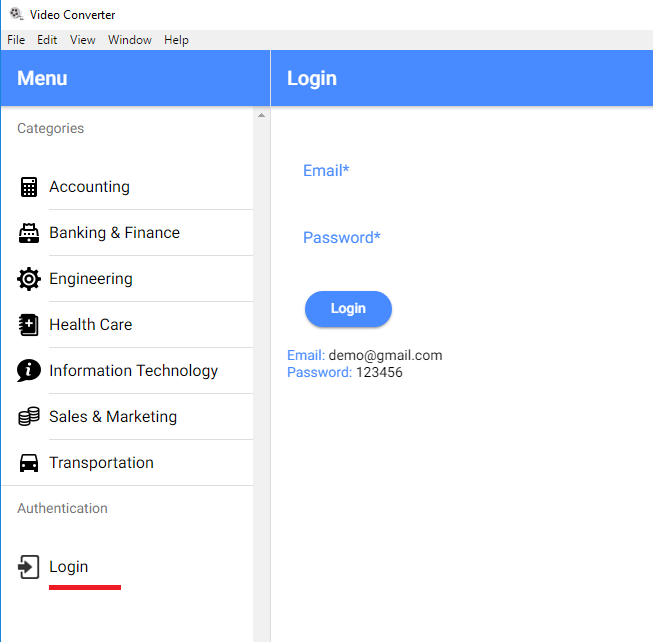 Video Converter
File Edit View Window Help
Menu
Login
Categories
Accounting
Banking & Finance
Engineering
Health Care
Information Technology
Sales & Marketing
Transportation
Authentication
Login
Email*
Password*
Login
Email: demo@gmail.com
Password: 123456